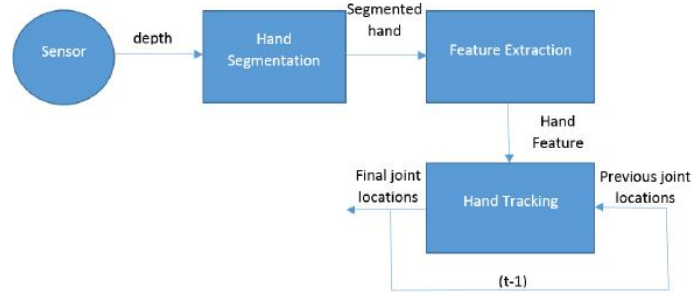 Sensor
depth
Hand
Segmentation
Segmented
hand
Feature Extraction
Hand
Feature
Final joint
locations
Hand Tracking
Previous joint
locations
(t-1)